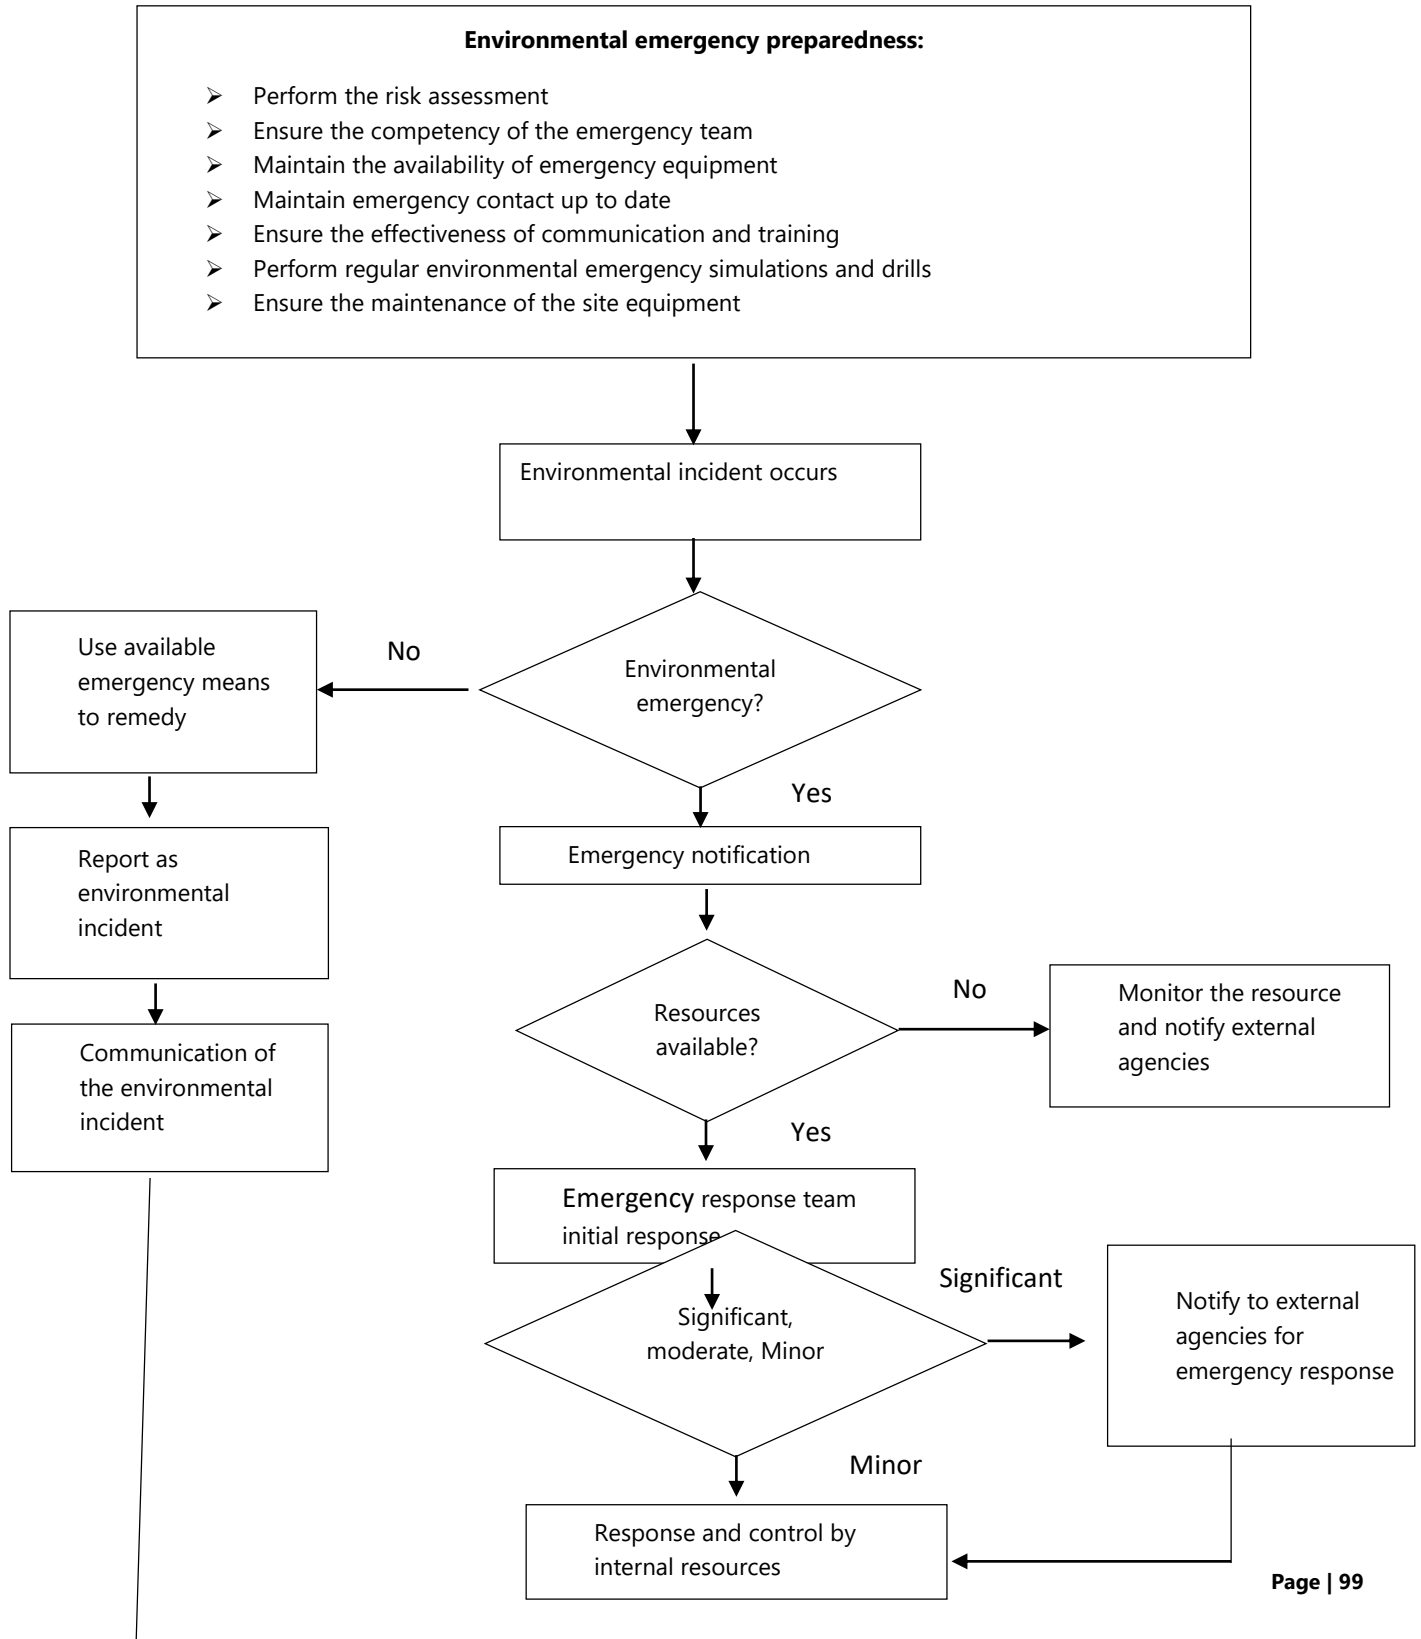 Environmental emergency preparedness:
➢ Perform the risk assessment
➢ Ensure the competency of the emergency team
➢ Maintain the availability of emergency equipment
➢ Maintain emergency contact up to date
➢ Ensure the effectiveness of communication and training
➢ Perform regular environmental emergency simulations and drills
➢ Ensure the maintenance of the site equipment
Environmental incident occurs
Environmental
emergency?
No
Use available
emergency means
to remedy
Report as
environmental
incident
Communication of
the environmental
incident
Yes
Emergency notification
Resources
available?
No
Monitor the resource
and notify external
agencies
Yes
Emergency response team
initial response
Significant,
moderate, Minor
Significant
Notify to external
agencies for
emergency response
Minor
Response and control by
internal resources
Page | 99